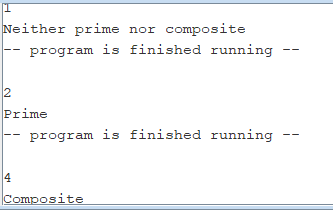 1
Neither prime nor composite
-- program is finished running --
2
Prime
-- program is finished running --
4
Composite